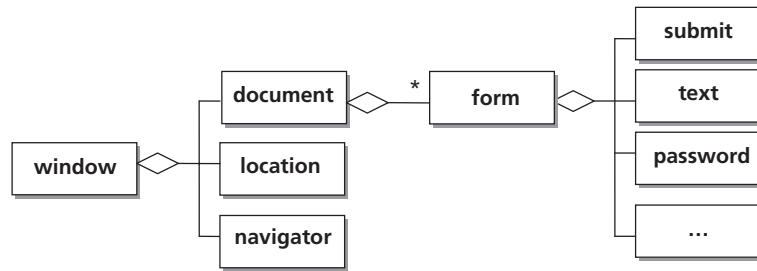 submit
document
*
form
text
window
location
password
navigator
...